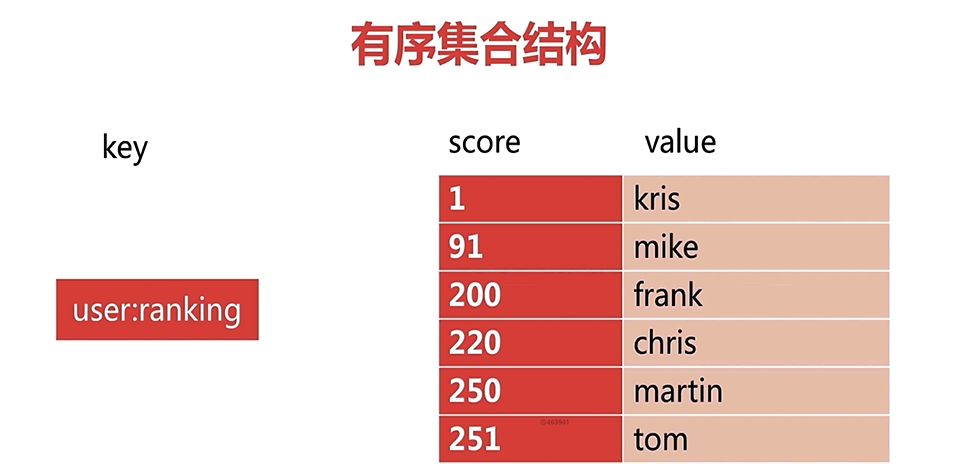 有序集合结构
key
score value
1 kris
91 mike
200 frank
user:ranking
220 chris
250 martin
@469941
251 tom